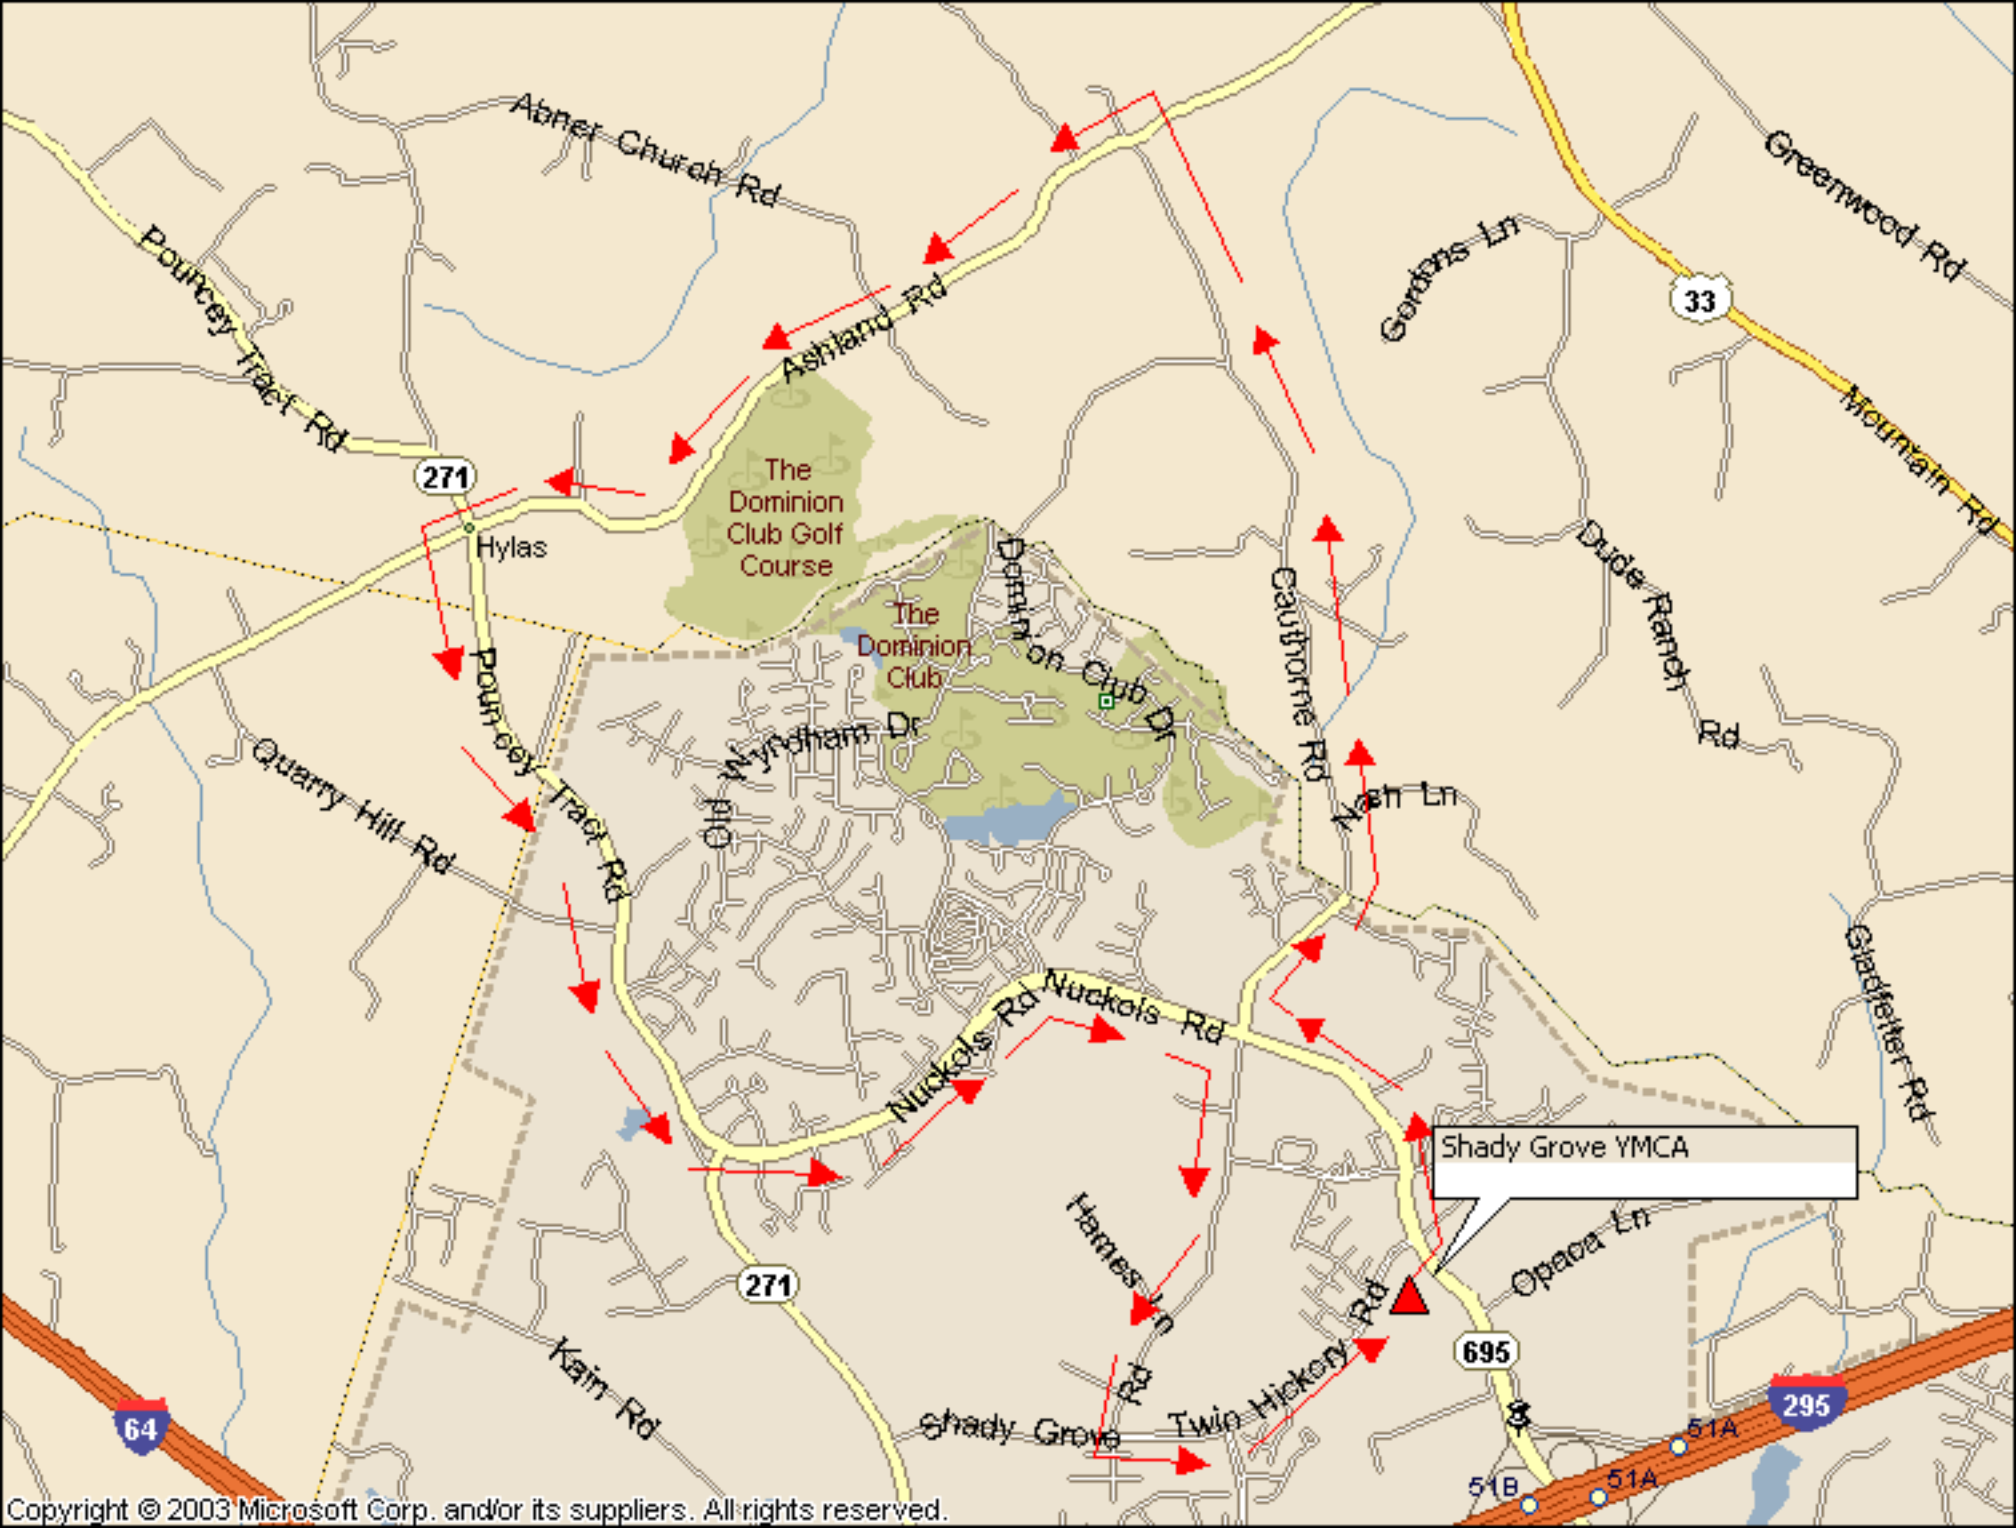 Abner Church Rd
Greenwood Rd
Gordons Ln
Pouncey Tract Rd
33
Ashland Rd
Mountain Rd
271
The
Dominion
Club Golf
Course
Hylas
Dude Ranch Rd
Dominion Club Dr
Cauthorne Rd
The
Dominion
Club
Pouncey Tract Rd
Old Wyndham Dr
Quarry Hill Rd
Nash Ln
Gladfelter Rd
Nuckols Rd
Nuckols Rd
Shady Grove YMCA
Hames Ln
Opaca Ln
271
695
Kain Rd
Shady Grove Rd
Twin Hickory Rd
64
295
51A
51A
51B
Copyright © 2003 Microsoft Corp. and/or its suppliers. All rights reserved.